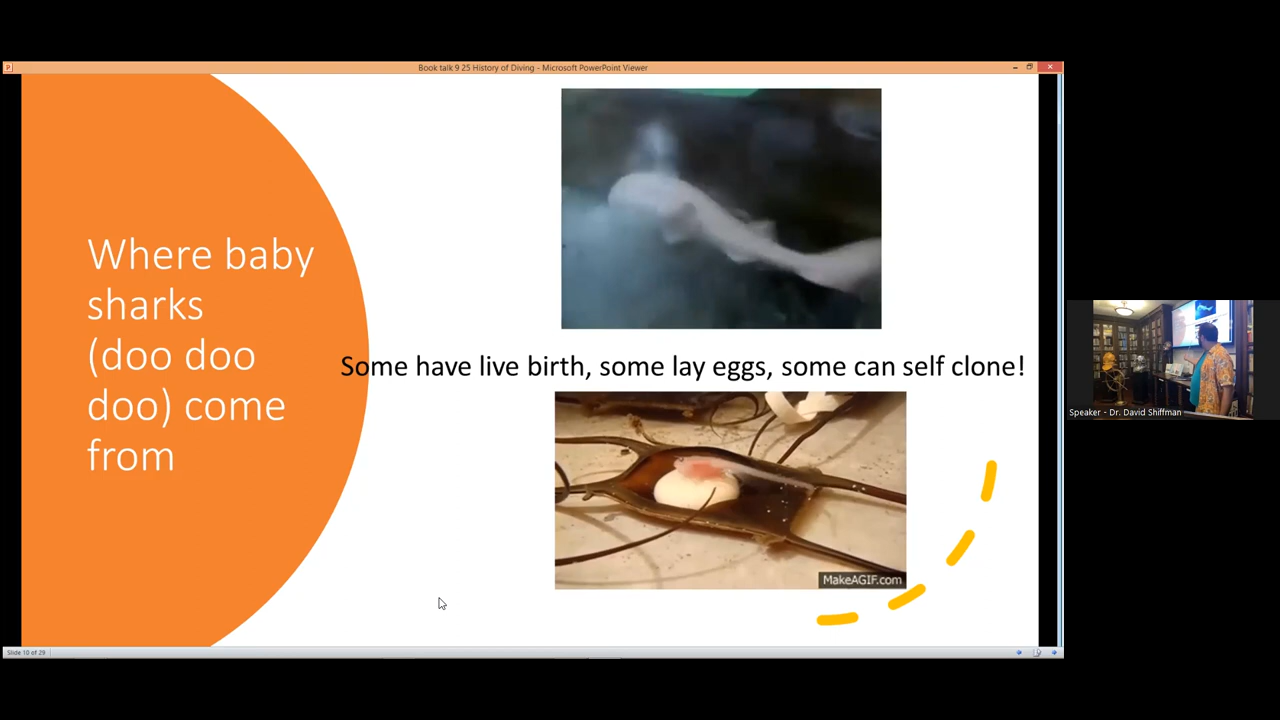 Book talk 9 25 History of Diving - Microsoft PowerPoint Viewer
Where baby
sharks
(doo doo
doo) come
from
Some have live birth, some lay eggs, some can self clone!
MakeAGIF.com
Speaker - Dr. David Shiffman
Slide 10 of 29